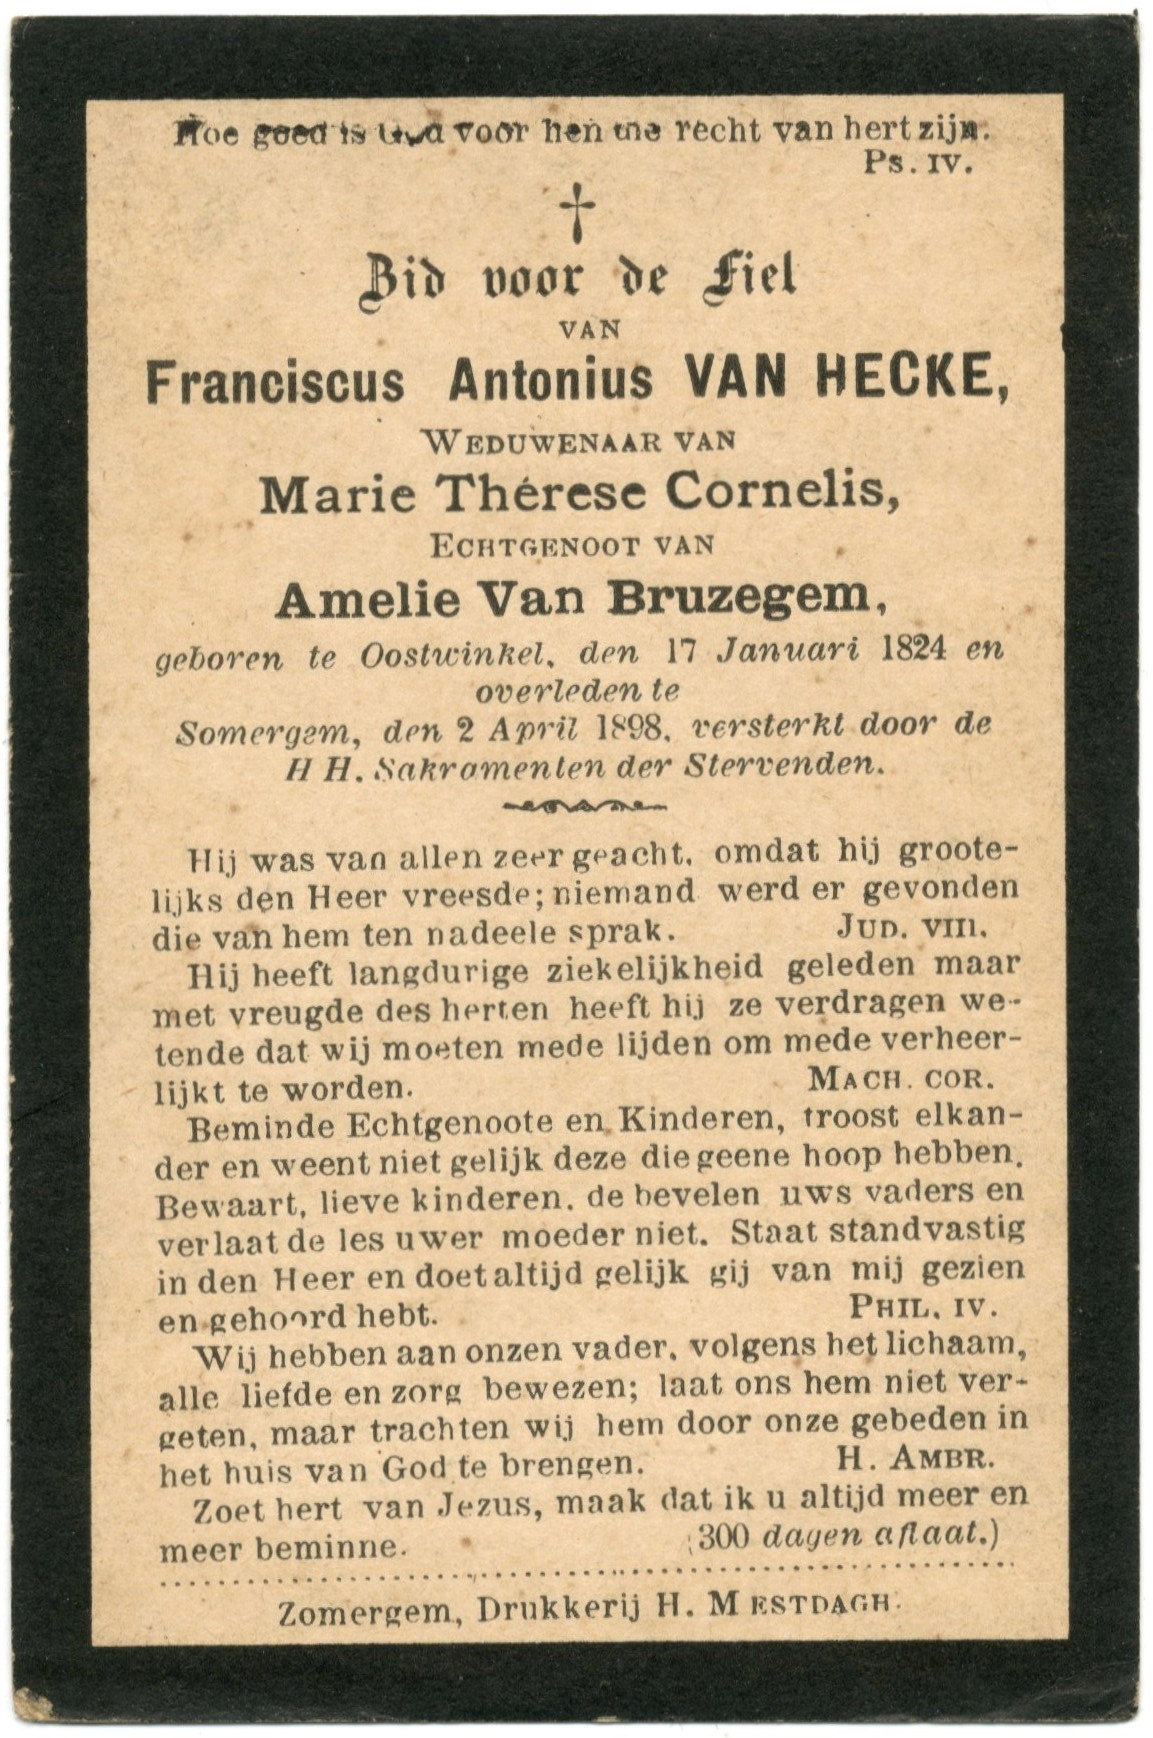 Hoe goed is God voor hen die recht van hert zijn.
Ps. IV.
†
Bid voor de Fiel
VAN
Franciscus Antonius VAN HECKE,
WEDUWENAAR VAN
Marie Thérese Cornelis,
ECHTGENOOT VAN
Amelie Van Bruzegem,
geboren te Oostwinkel, den 17 Januari 1824 en
overleden te
Somergem, den 2 April 1898, versterkt door de
H H. Sakramenten der Stervenden.
Hij was van allen zeer geacht, omdat hij groote-
lijks den Heer vreesde; niemand werd er gevonden
die van hem ten nadeele sprak. JUD. VIII.
Hij heeft langdurige ziekelijkheid geleden maar
met vreugde des herten heeft hij ze verdragen we-
tende dat wij moeten mede lijden om mede verheer-
lijkt te worden. MACH. COR.
Beminde Echtgenoote en Kinderen, troost elkan-
der en weent niet gelijk deze die geene hoop hebben.
Bewaart, lieve kinderen, de bevelen uws vaders en
verlaat de les uwer moeder niet. Staat standvastig
in den Heer en doet altijd gelijk gij van mij gezien
en gehoord hebt. PHIL. IV.
Wij hebben aan onzen vader, volgens het lichaam,
alle liefde en zorg bewezen; laat ons hem niet ver-
geten, maar trachten wij hem door onze gebeden in
het huis van God te brengen. H. AMBR.
Zoet hert van Jezus, maak dat ik u altijd meer en
meer beminne. (300 dagen aflaat.)
Zomergem, Drukkerij H. MESTDAGH.